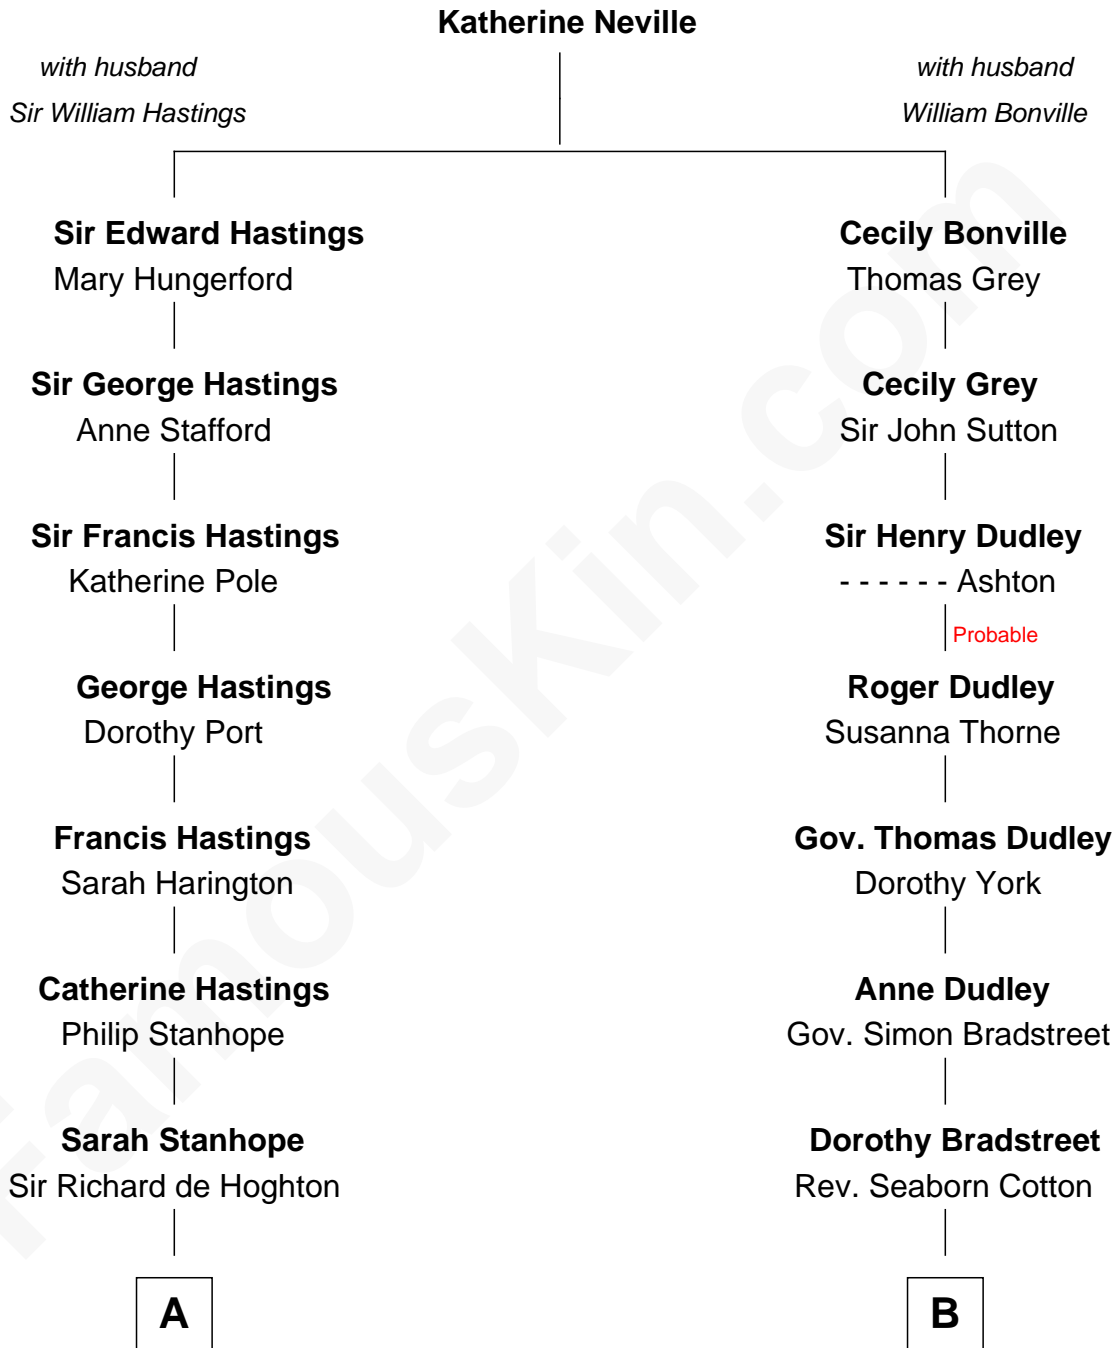 Katherine Neville
with husband
Sir William Hastings
with husband
William Bonville
Sir Edward Hastings
Mary Hungerford
Cecily Bonville
Thomas Grey
Sir George Hastings
Anne Stafford
Cecily Grey
Sir John Sutton
Sir Francis Hastings
Katherine Pole
Sir Henry Dudley
- - - - - - Ashton
Probable
George Hastings
Dorothy Port
Roger Dudley
Susanna Thorne
Francis Hastings
Sarah Harington
Gov. Thomas Dudley
Dorothy York
Catherine Hastings
Philip Stanhope
Anne Dudley
Gov. Simon Bradstreet
Sarah Stanhope
Sir Richard de Hoghton
Dorothy Bradstreet
Rev. Seaborn Cotton
A
B
FamousKin.com